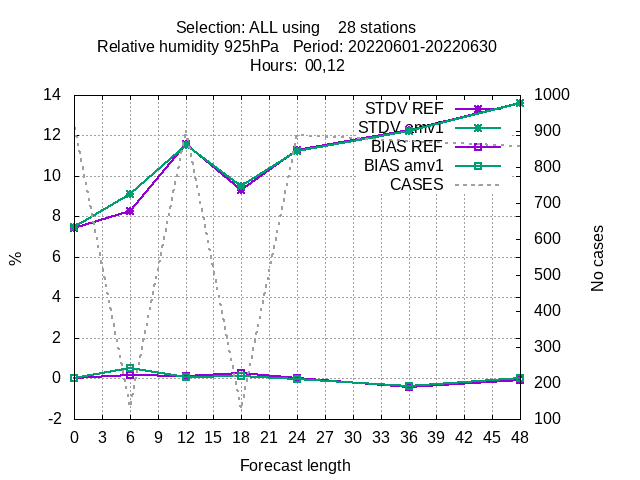 Selection: ALL using    28 stations
Relative humidity 925hPa   Period: 20220601-20220630
Hours:  00,12
14
12
10
8
6
4
2
0
-2
%
1000
900
800
700
600
500
400
300
200
100
No cases
STDV REF
STDV amv1
BIAS REF
BIAS amv1
CASES
0 3 6 9 12 15 18 21 24 27 30 33 36 39 42 45 48
Forecast length